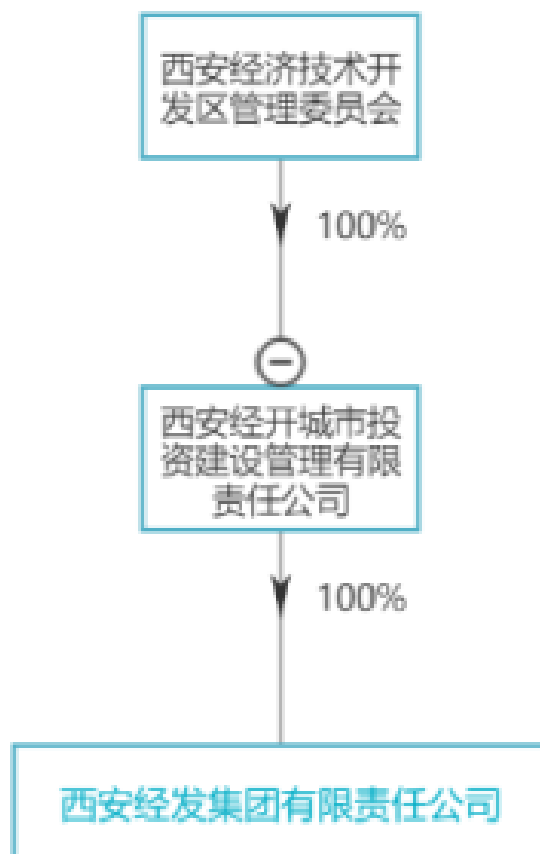 西安经济技术开
发区管理委员会
100%
西安经开城市投
资建设管理有限
责任公司
100%
西安经发集团有限责任公司